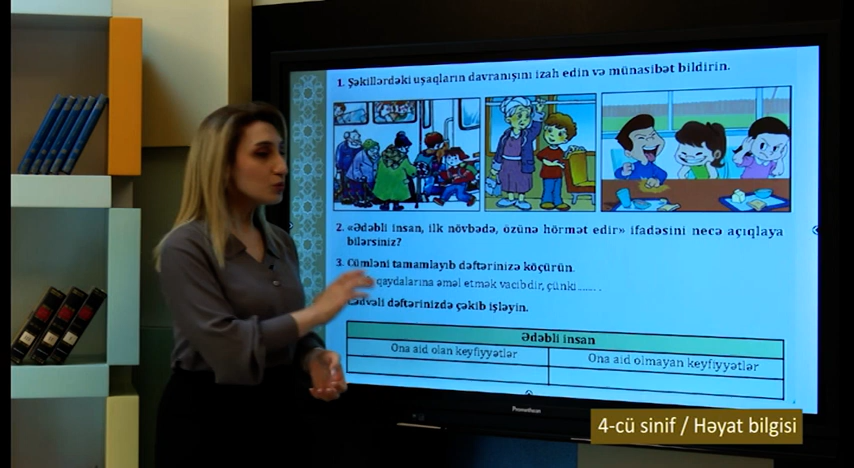 1. Şəkillərdəki uşaqların davranışını izah edin və münasibət bildirin.
2. «Ədəbli insan, ilk növbədə, özünə hörmət edir» ifadəsini necə açıqlaya
bilərsiniz?
3. Cümləni tamamlayıb dəftərinizə köçürün.
qaydalarına əməl etmək vacibdir, çünki .......
dəftərinizdə çəkib işləyin.
Ədəbli insan
Ona aid olan keyfiyyətlər
Ona aid olmayan keyfiyyətlər
Promethean
4-cü sinif / Həyat bilgisi